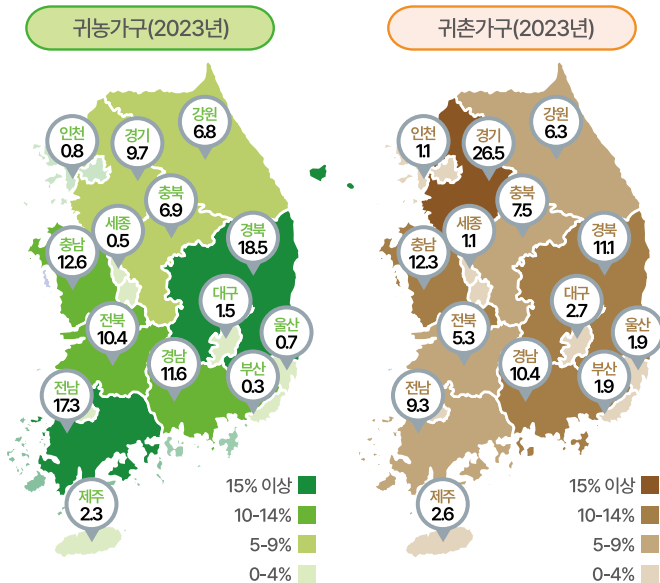 귀농가구(2023년)
인천
0.8
경기
9.7
강원
6.8
충북
6.9
세종
0.5
충남
12.6
경북
18.5
대구
1.5
전북
10.4
울산
0.7
경남
11.6
부산
0.3
전남
17.3
제주
2.3
15% 이상
10-14%
5-9%
0-4%
귀촌가구(2023년)
인천
1.1
경기
26.5
강원
6.3
충북
7.5
세종
1.1
충남
12.3
경북
11.1
대구
2.7
전북
5.3
울산
1.9
경남
10.4
부산
1.9
전남
9.3
제주
2.6
15% 이상
10-14%
5-9%
0-4%